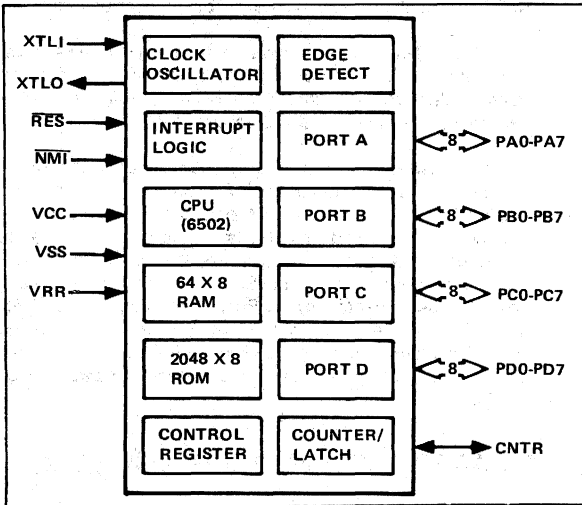 XTLI
XTLO
RES
NMI
VCC
VSS
VRR
CLOCK
OSCILLATOR
EDGE
DETECT
INTERRUPT
LOGIC
PORT A
CPU
(6502)
PORT B
64 X 8
RAM
PORT C
2048 X 8
ROM
PORT D
CONTROL
REGISTER
COUNTER/
LATCH
8 PA0-PA7
8 PB0-PB7
8 PC0-PC7
8 PD0-PD7
CNTR